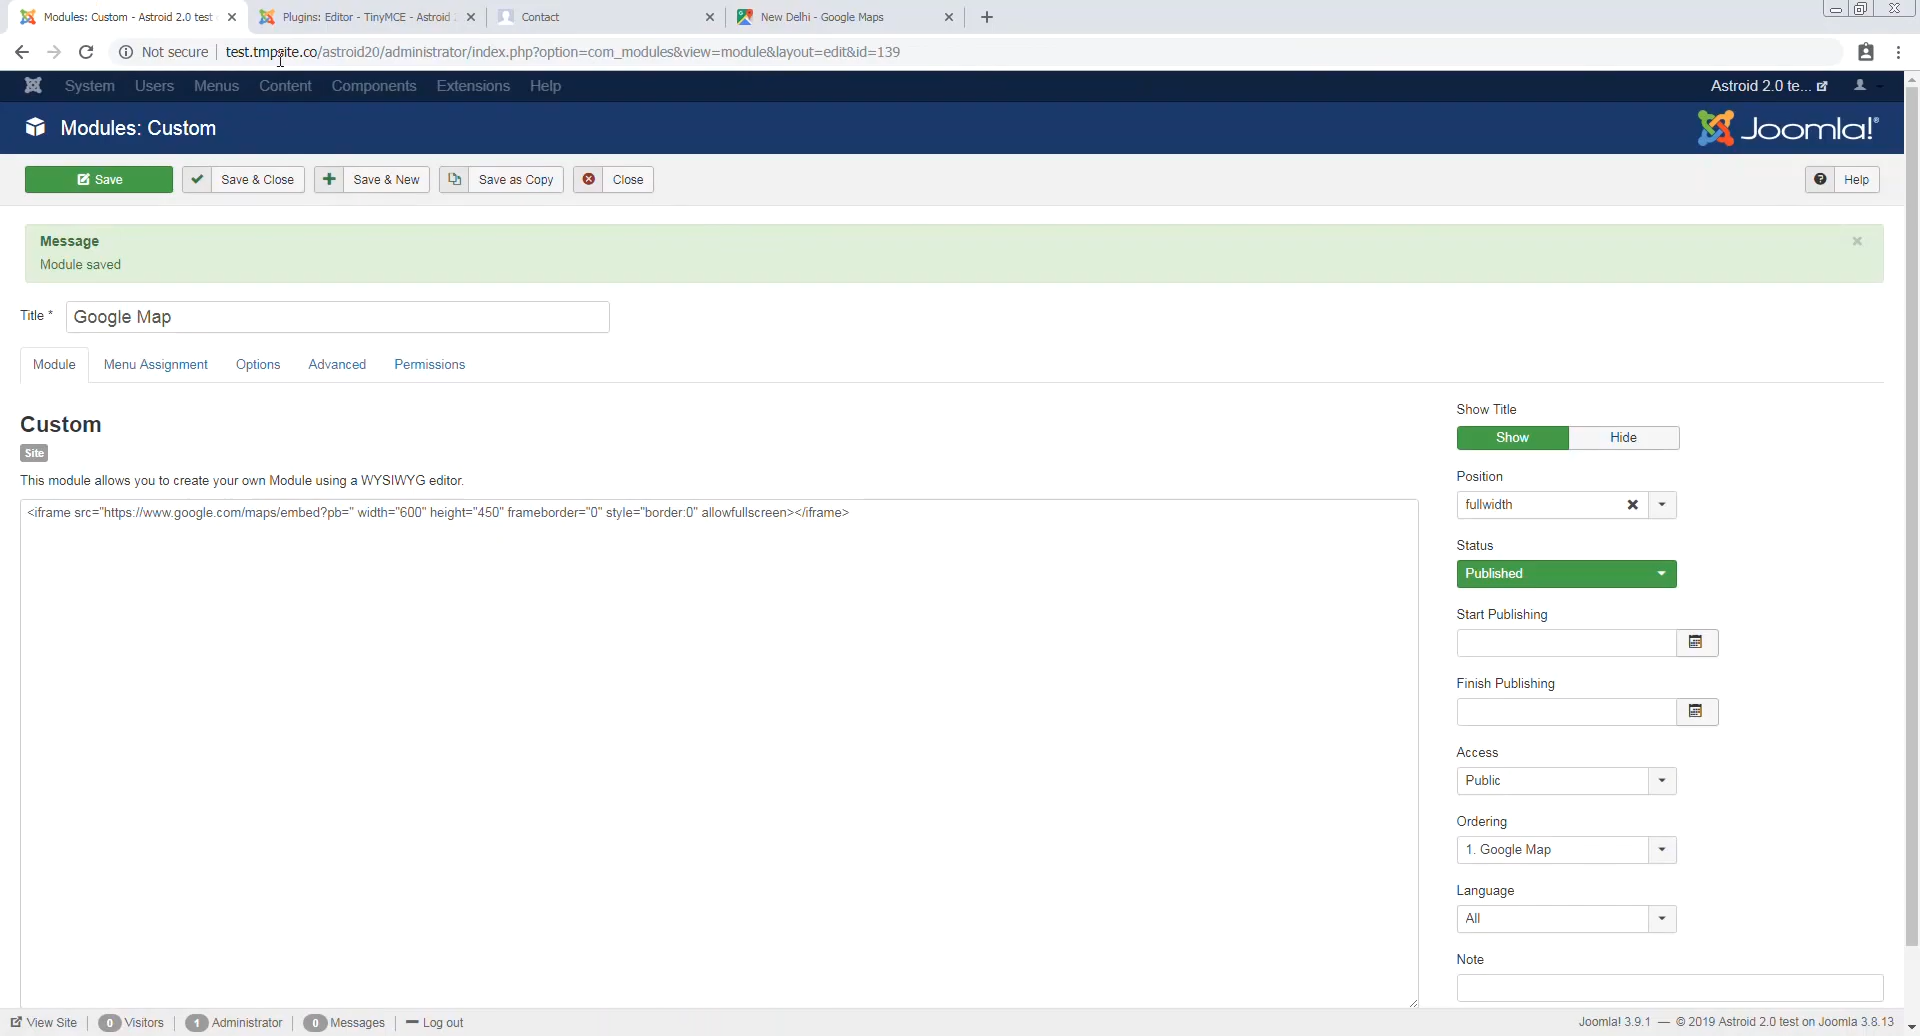 Modules: Custom - Astroid 2.0 test
Plugins: Editor - TinyMCE - Astroid
Contact
New Delhi - Google Maps
Not secure
test.tmpsite.co/astroid20/administrator/index.php?option=com_modules&view=module&layout=edit&id=139
System Users Menus Content Components Extensions Help
Astroid 2.0 te...
Modules: Custom
Joomla!®
Save
Save & Close
Save & New
Save as Copy
Close
Help
Message
Module saved
Title *
Google Map
Module
Menu Assignment
Options
Advanced
Permissions
Custom
Site
This module allows you to create your own Module using a WYSIWYG editor.
<iframe src="https://www.google.com/maps/embed?pb=" width="600" height="450" frameborder="0" style="border:0" allowfullscreen></iframe>
Show Title
Show Hide
Position
fullwidth
Status
Published
Start Publishing
Finish Publishing
Access
Public
Ordering
1. Google Map
Language
All
Note
View Site
0 Visitors
1 Administrator
0 Messages
Log out
Joomla! 3.9.1 — © 2019 Astroid 2.0 test on Joomla 3.8.13